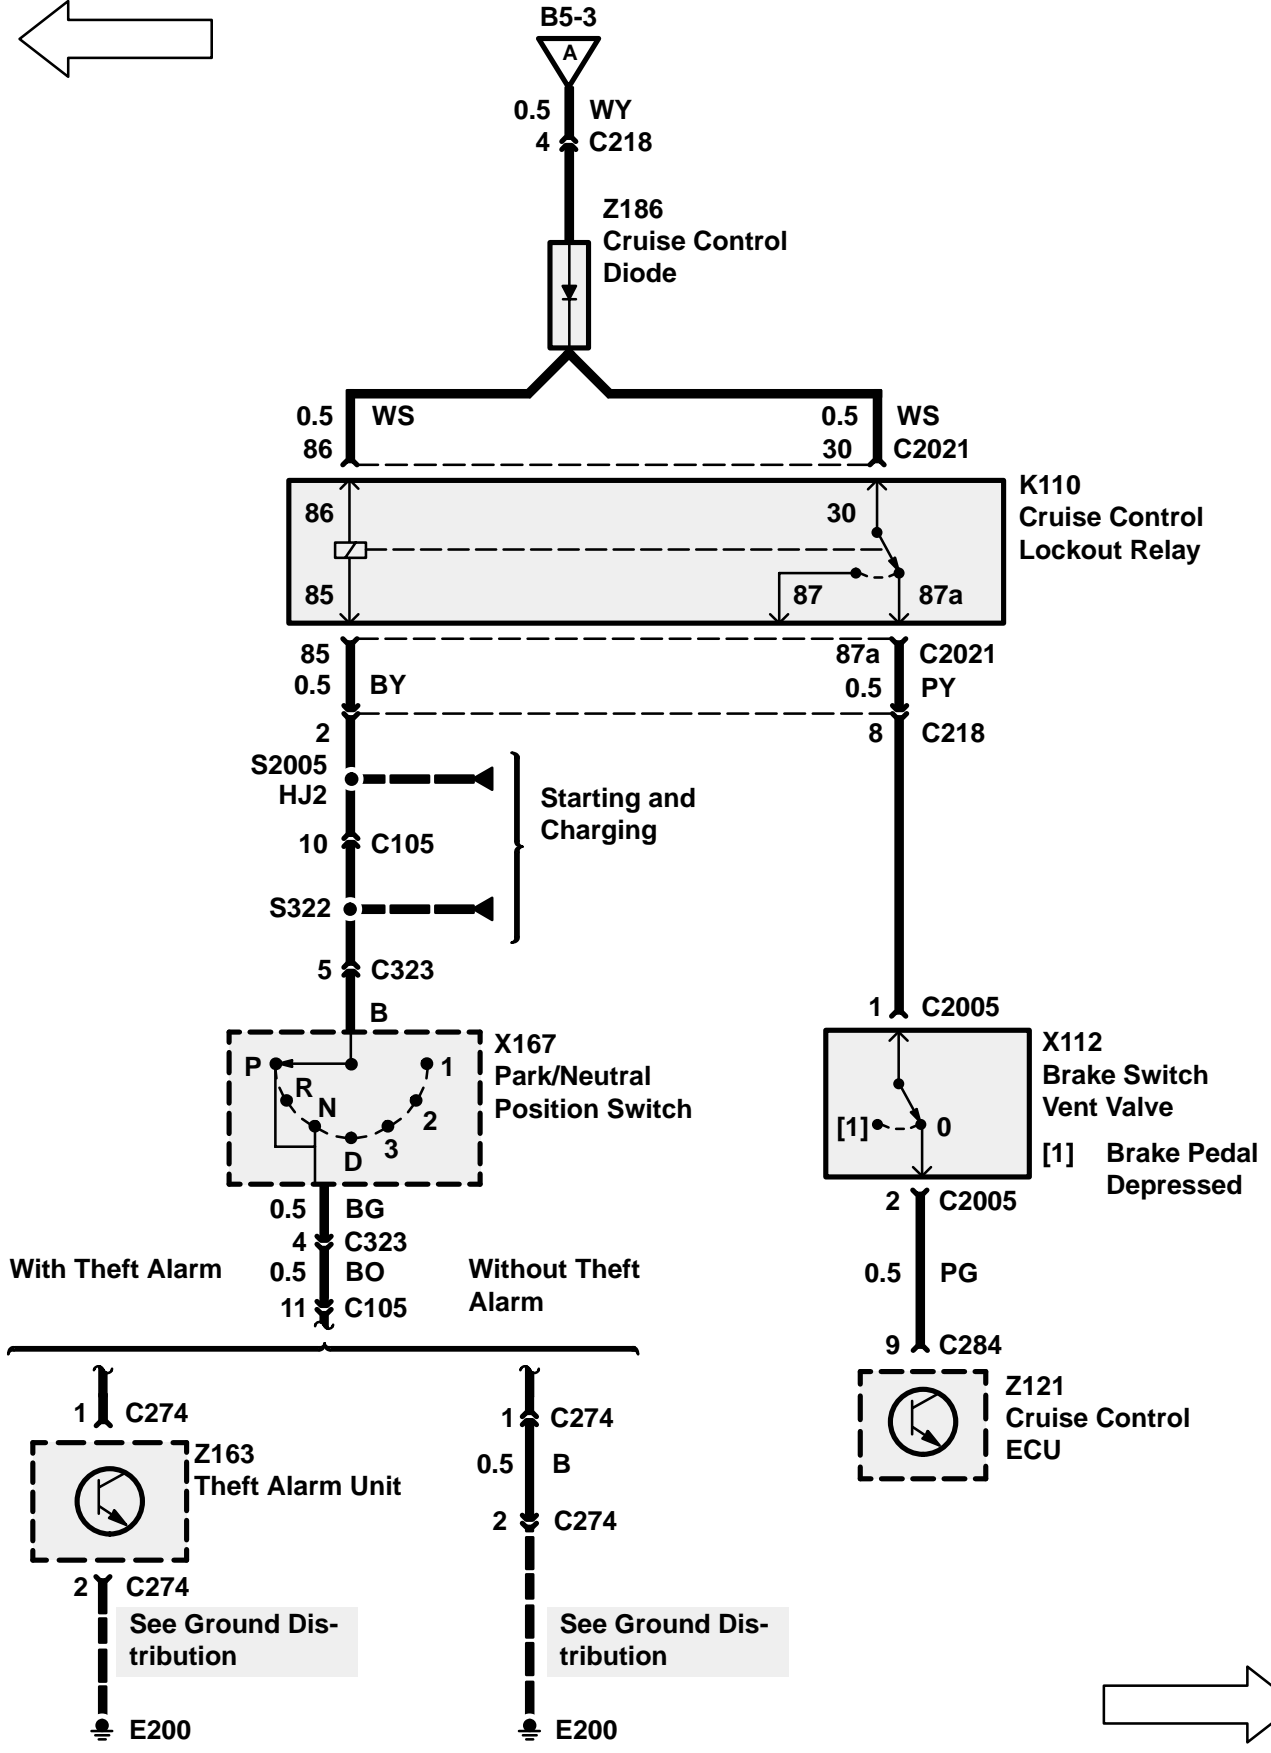 B5-3
A
0.5 WY
4 C218
Z186
Cruise Control
Diode
0.5 WS 0.5 WS
86 30 C2021
K110
Cruise Control
Lockout Relay
86 30
85 87 87a
85 87a C2021
0.5 BY 0.5 PY
2 8 C218
S2005
HJ2
Starting and
Charging
10 C105
S322
5 C323
B
1 C2005
X167
Park/Neutral
Position Switch
P R N D 3 2 1
X112
Brake Switch
Vent Valve
[1] 0
[1] Brake Pedal
Depressed
0.5 BG
4 C323
0.5 BO
11 C105
2 C2005
0.5 PG
9 C284
With Theft Alarm
Without Theft
Alarm
Z121
Cruise Control
ECU
1 C274
Z163
Theft Alarm Unit
2 C274
See Ground Dis-
tribution
E200
1 C274
0.5 B
2 C274
See Ground Dis-
tribution
E200